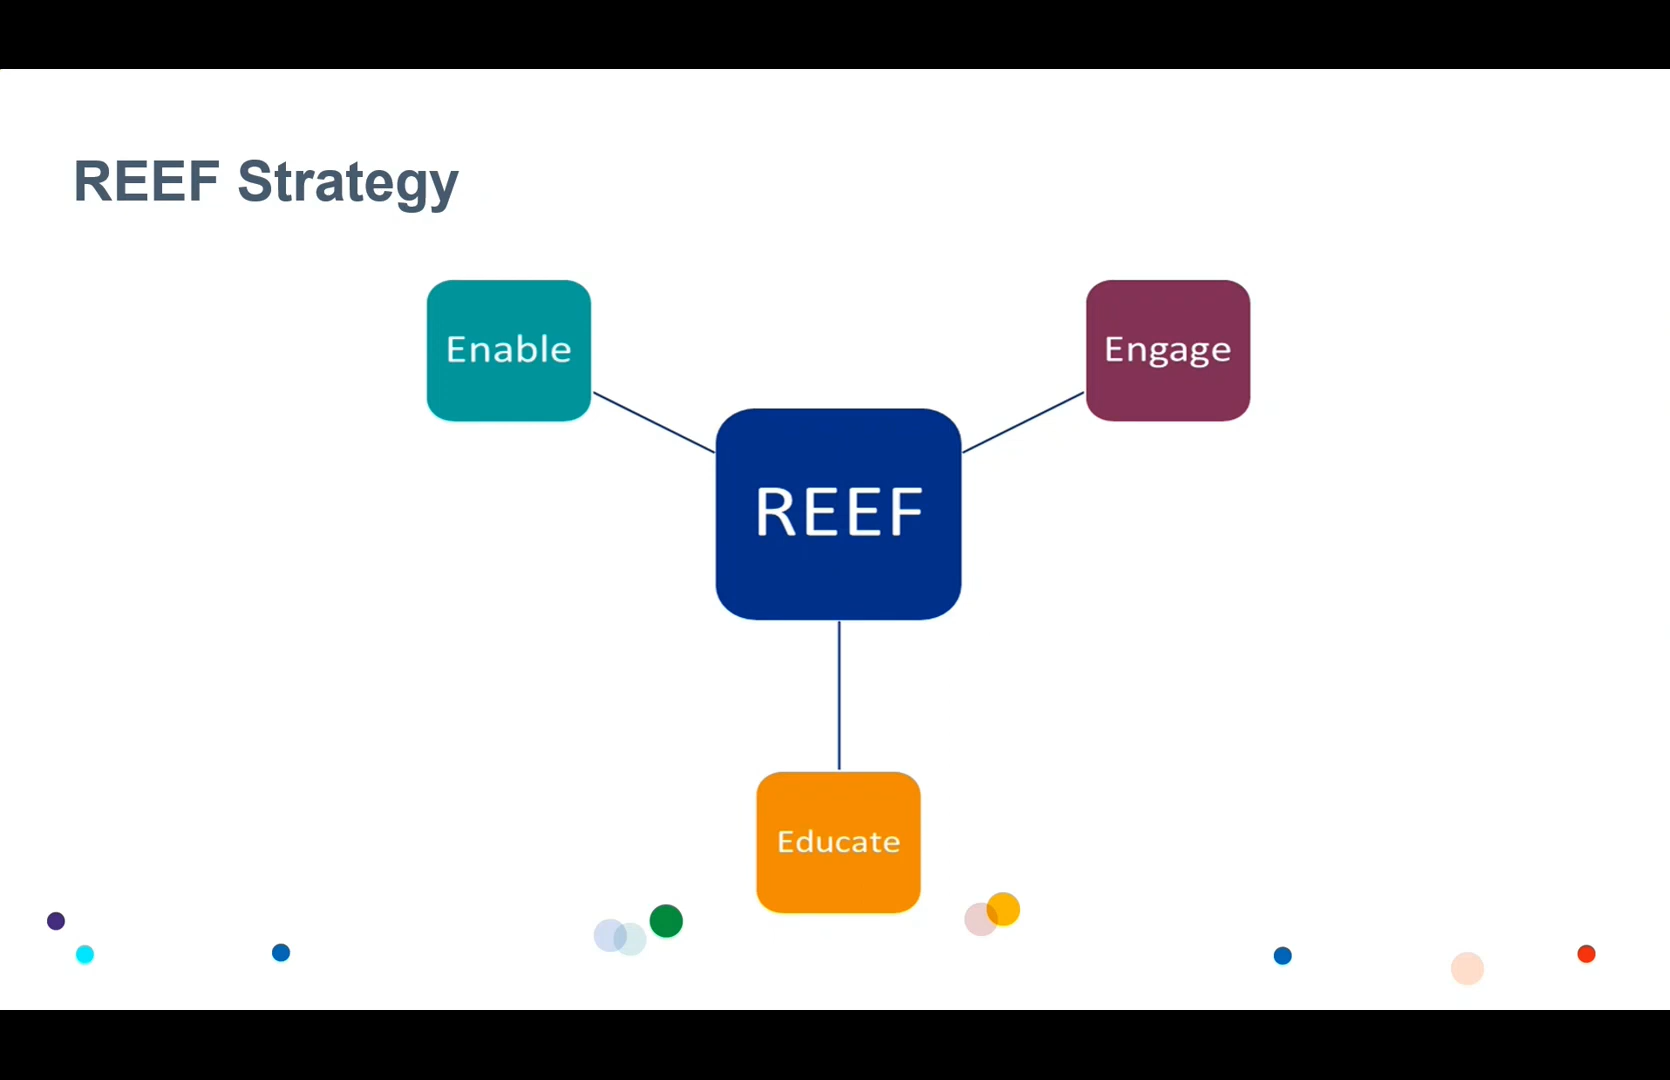 REEF Strategy
Enable
Engage
REEF
Educate